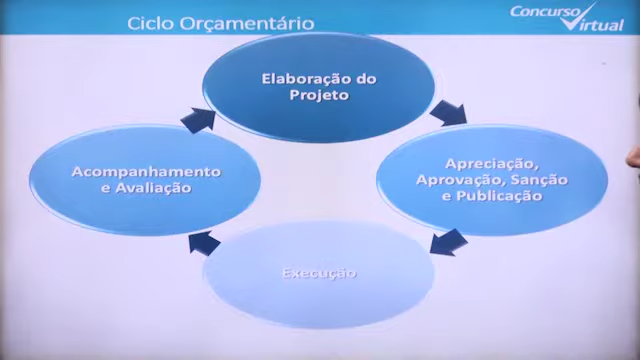 Ciclo Orçamentário
Concurso
Virtual
Elaboração do
Projeto
Acompanhamento
e Avaliação
Apreciação,
Aprovação, Sanção
e Publicação
Execução